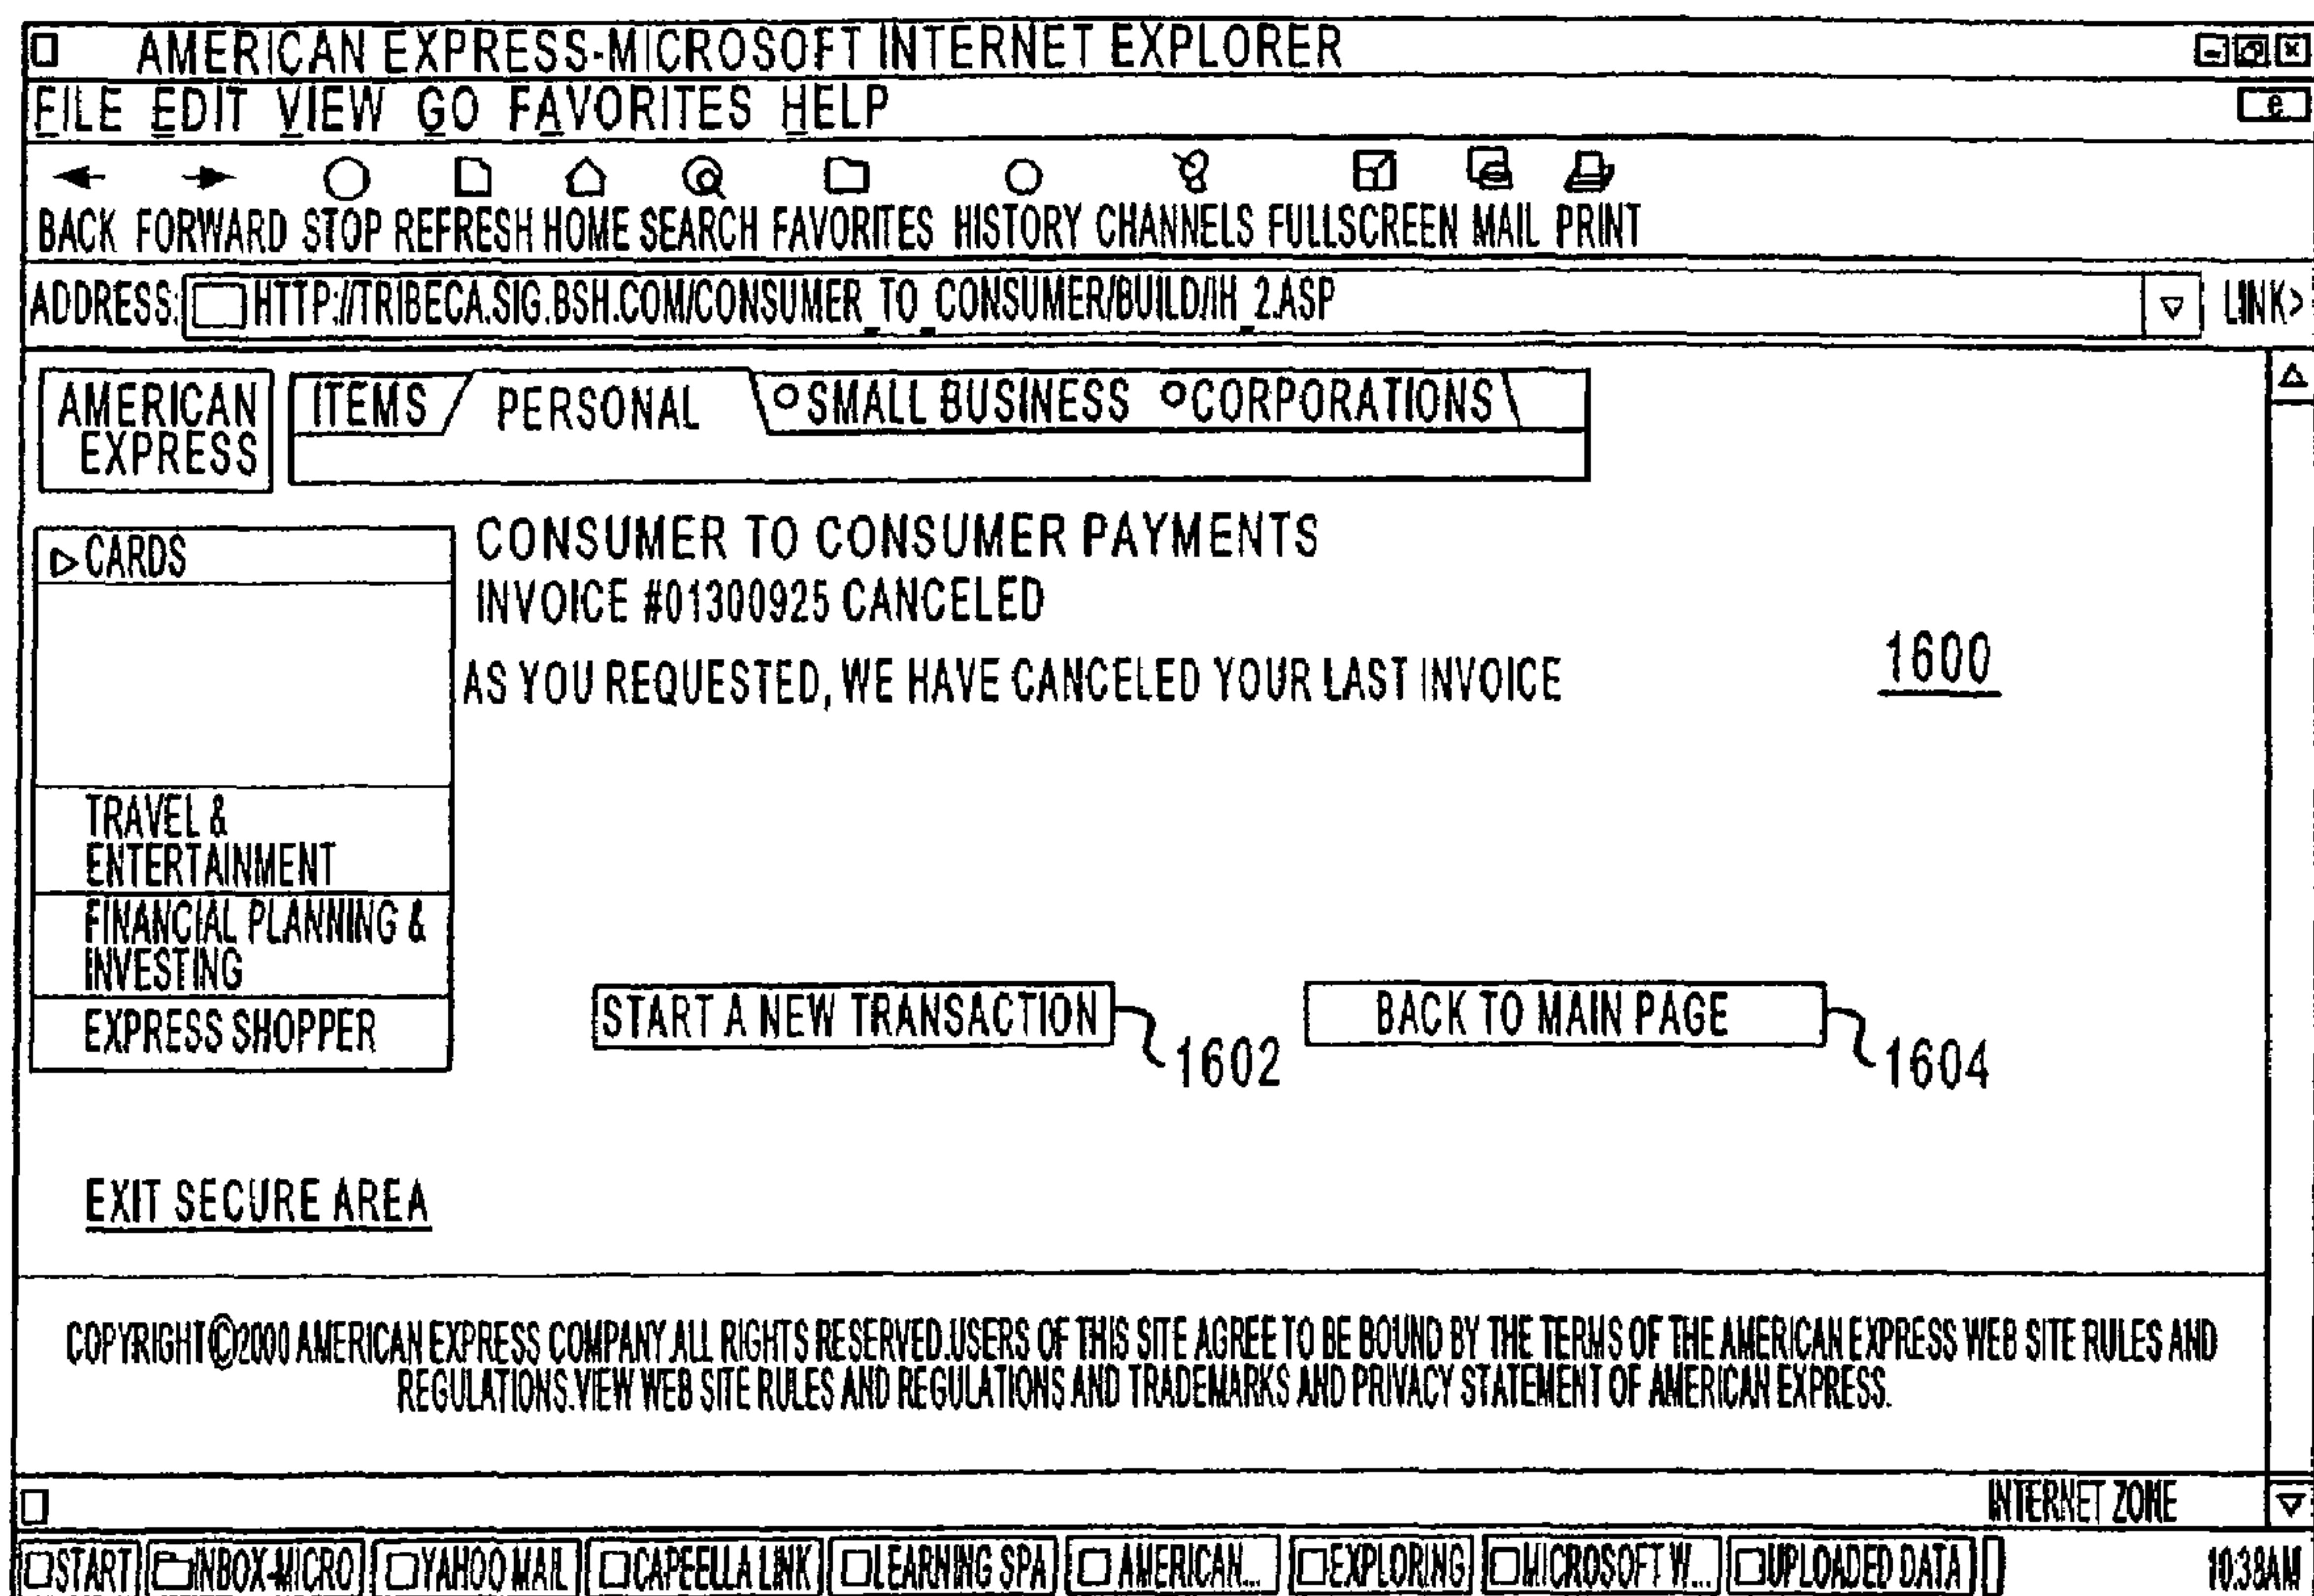 AMERICAN EXPRESS-MICROSOFT INTERNET EXPLORER
FILE EDIT VIEW GO FAVORITES HELP
e
BACK FORWARD STOP REFRESH HOME SEARCH FAVORITES HISTORY CHANNELS FULLSCREEN MAIL PRINT
ADDRESS: HTTP://TRIBECA.SIG.BSH.COM/CONSUMER_TO_CONSUMER/BUILD/IH_2.ASP LINK>
AMERICAN
EXPRESS
ITEMS PERSONAL SMALL BUSINESS CORPORATIONS
CARDS
CONSUMER TO CONSUMER PAYMENTS
INVOICE #01300925 CANCELED
AS YOU REQUESTED, WE HAVE CANCELED YOUR LAST INVOICE
1600
TRAVEL &
ENTERTAINMENT
FINANCIAL PLANNING &
INVESTING
EXPRESS SHOPPER
START A NEW TRANSACTION 1602
BACK TO MAIN PAGE 1604
EXIT SECURE AREA
COPYRIGHT ©2000 AMERICAN EXPRESS COMPANY ALL RIGHTS RESERVED.USERS OF THIS SITE AGREE TO BE BOUND BY THE TERMS OF THE AMERICAN EXPRESS WEB SITE RULES AND
REGULATIONS.VIEW WEB SITE RULES AND REGULATIONS AND TRADEMARKS AND PRIVACY STATEMENT OF AMERICAN EXPRESS.
INTERNET ZONE
START INBOX-MICRO YAHOO MAIL CAPEELLA LINK LEARNING SPA AMERICAN... EXPLORING MICROSOFT W... UPLOADED DATA 10:38AM